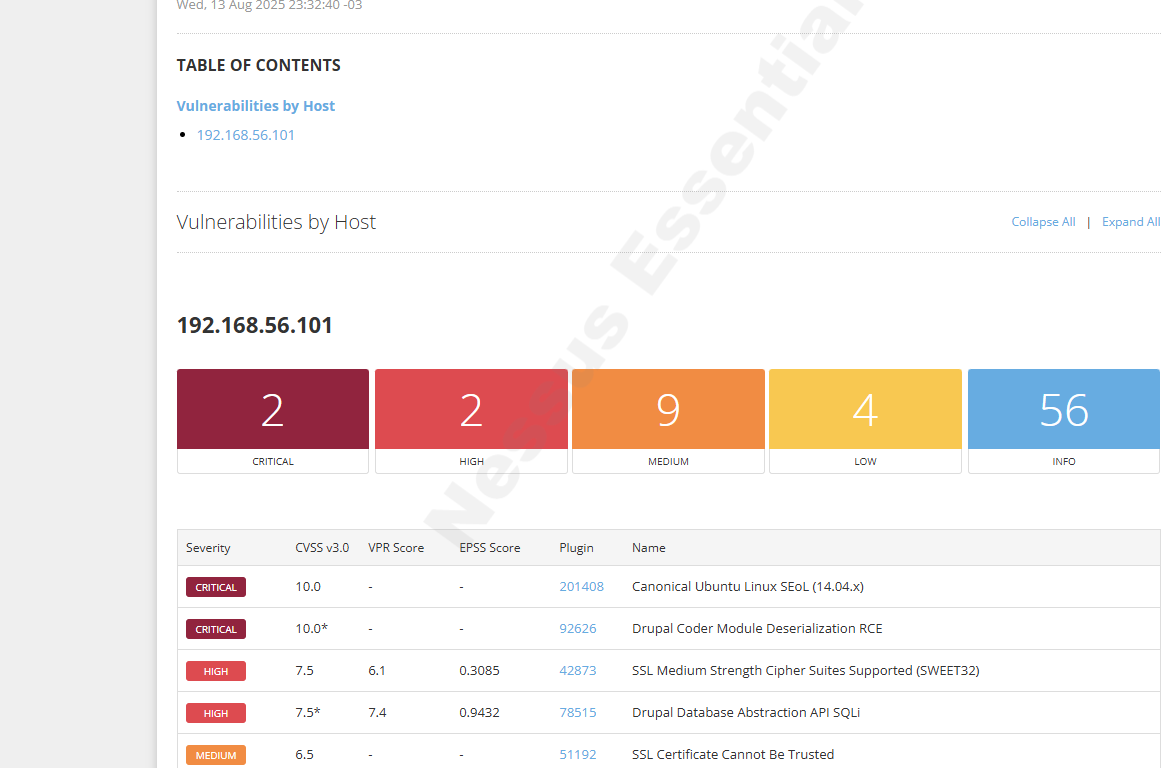 Wed, 13 Aug 2025 23:32:40 -03
TABLE OF CONTENTS
Vulnerabilities by Host
• 192.168.56.101
Vulnerabilities by Host
Collapse All | Expand All
192.168.56.101
2 2 9 4 56
CRITICAL HIGH MEDIUM LOW INFO
Severity CVSS v3.0 VPR Score EPSS Score Plugin Name
CRITICAL 10.0 - - 201408 Canonical Ubuntu Linux SEoL (14.04.x)
CRITICAL 10.0* - - 92626 Drupal Coder Module Deserialization RCE
HIGH 7.5 6.1 0.3085 42873 SSL Medium Strength Cipher Suites Supported (SWEET32)
HIGH 7.5* 7.4 0.9432 78515 Drupal Database Abstraction API SQLi
MEDIUM 6.5 - - 51192 SSL Certificate Cannot Be Trusted
Nessus Essential